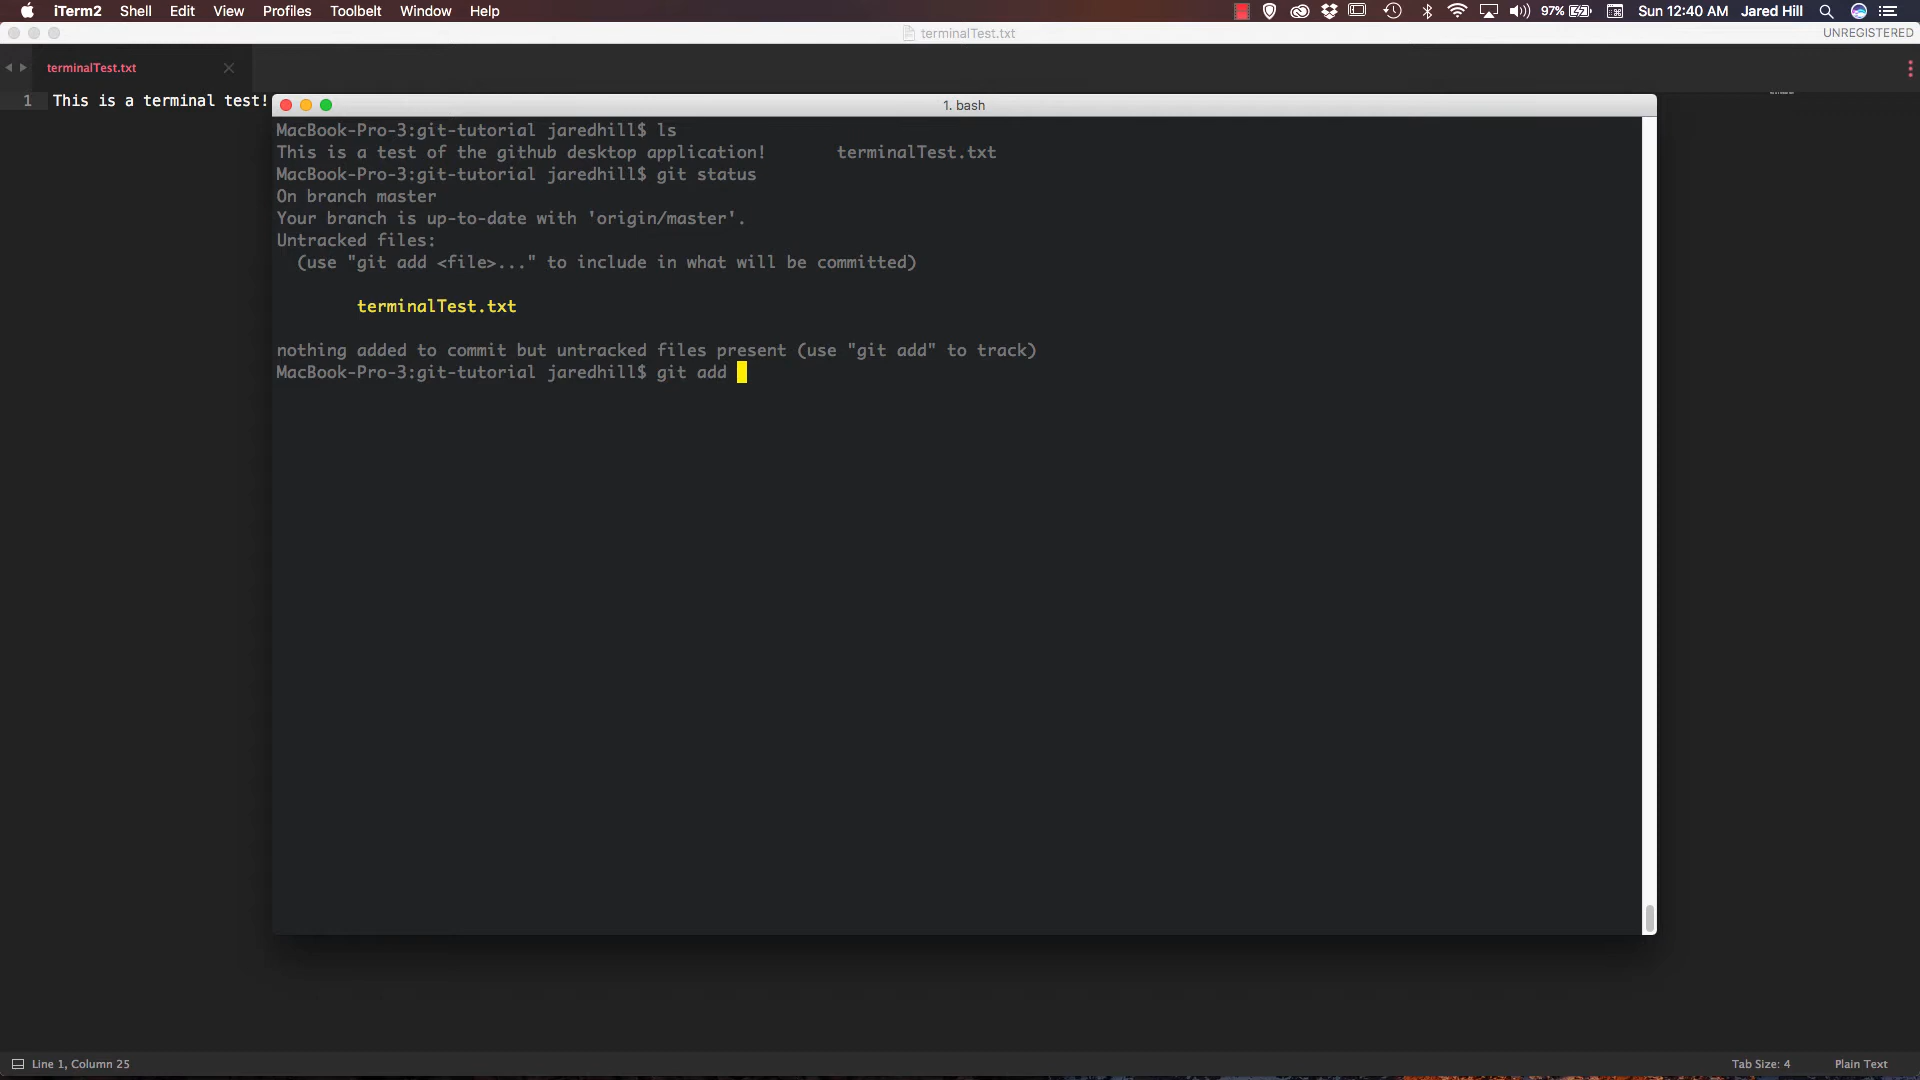 iTerm2 Shell Edit View Profiles Toolbelt Window Help 97% Sun 12:40 AM Jared Hill
terminalTest.txt UNREGISTERED
terminalTest.txt
1 This is a terminal test!
1. bash
MacBook-Pro-3:git-tutorial jaredhill$ ls
This is a test of the github desktop application! terminalTest.txt
MacBook-Pro-3:git-tutorial jaredhill$ git status
On branch master
Your branch is up-to-date with 'origin/master'.
Untracked files:
(use "git add <file>..." to include in what will be committed)
terminalTest.txt
nothing added to commit but untracked files present (use "git add" to track)
MacBook-Pro-3:git-tutorial jaredhill$ git add
Line 1, Column 25 Tab Size: 4 Plain Text